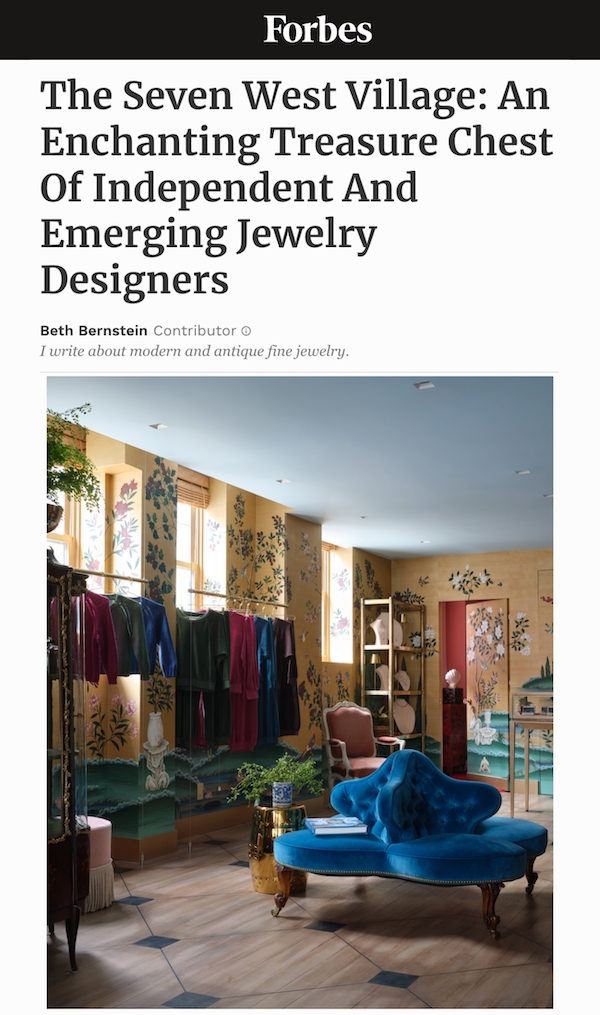 Forbes
The Seven West Village: An
Enchanting Treasure Chest
Of Independent And
Emerging Jewelry
Designers
Beth Bernstein Contributor
I write about modern and antique fine jewelry.